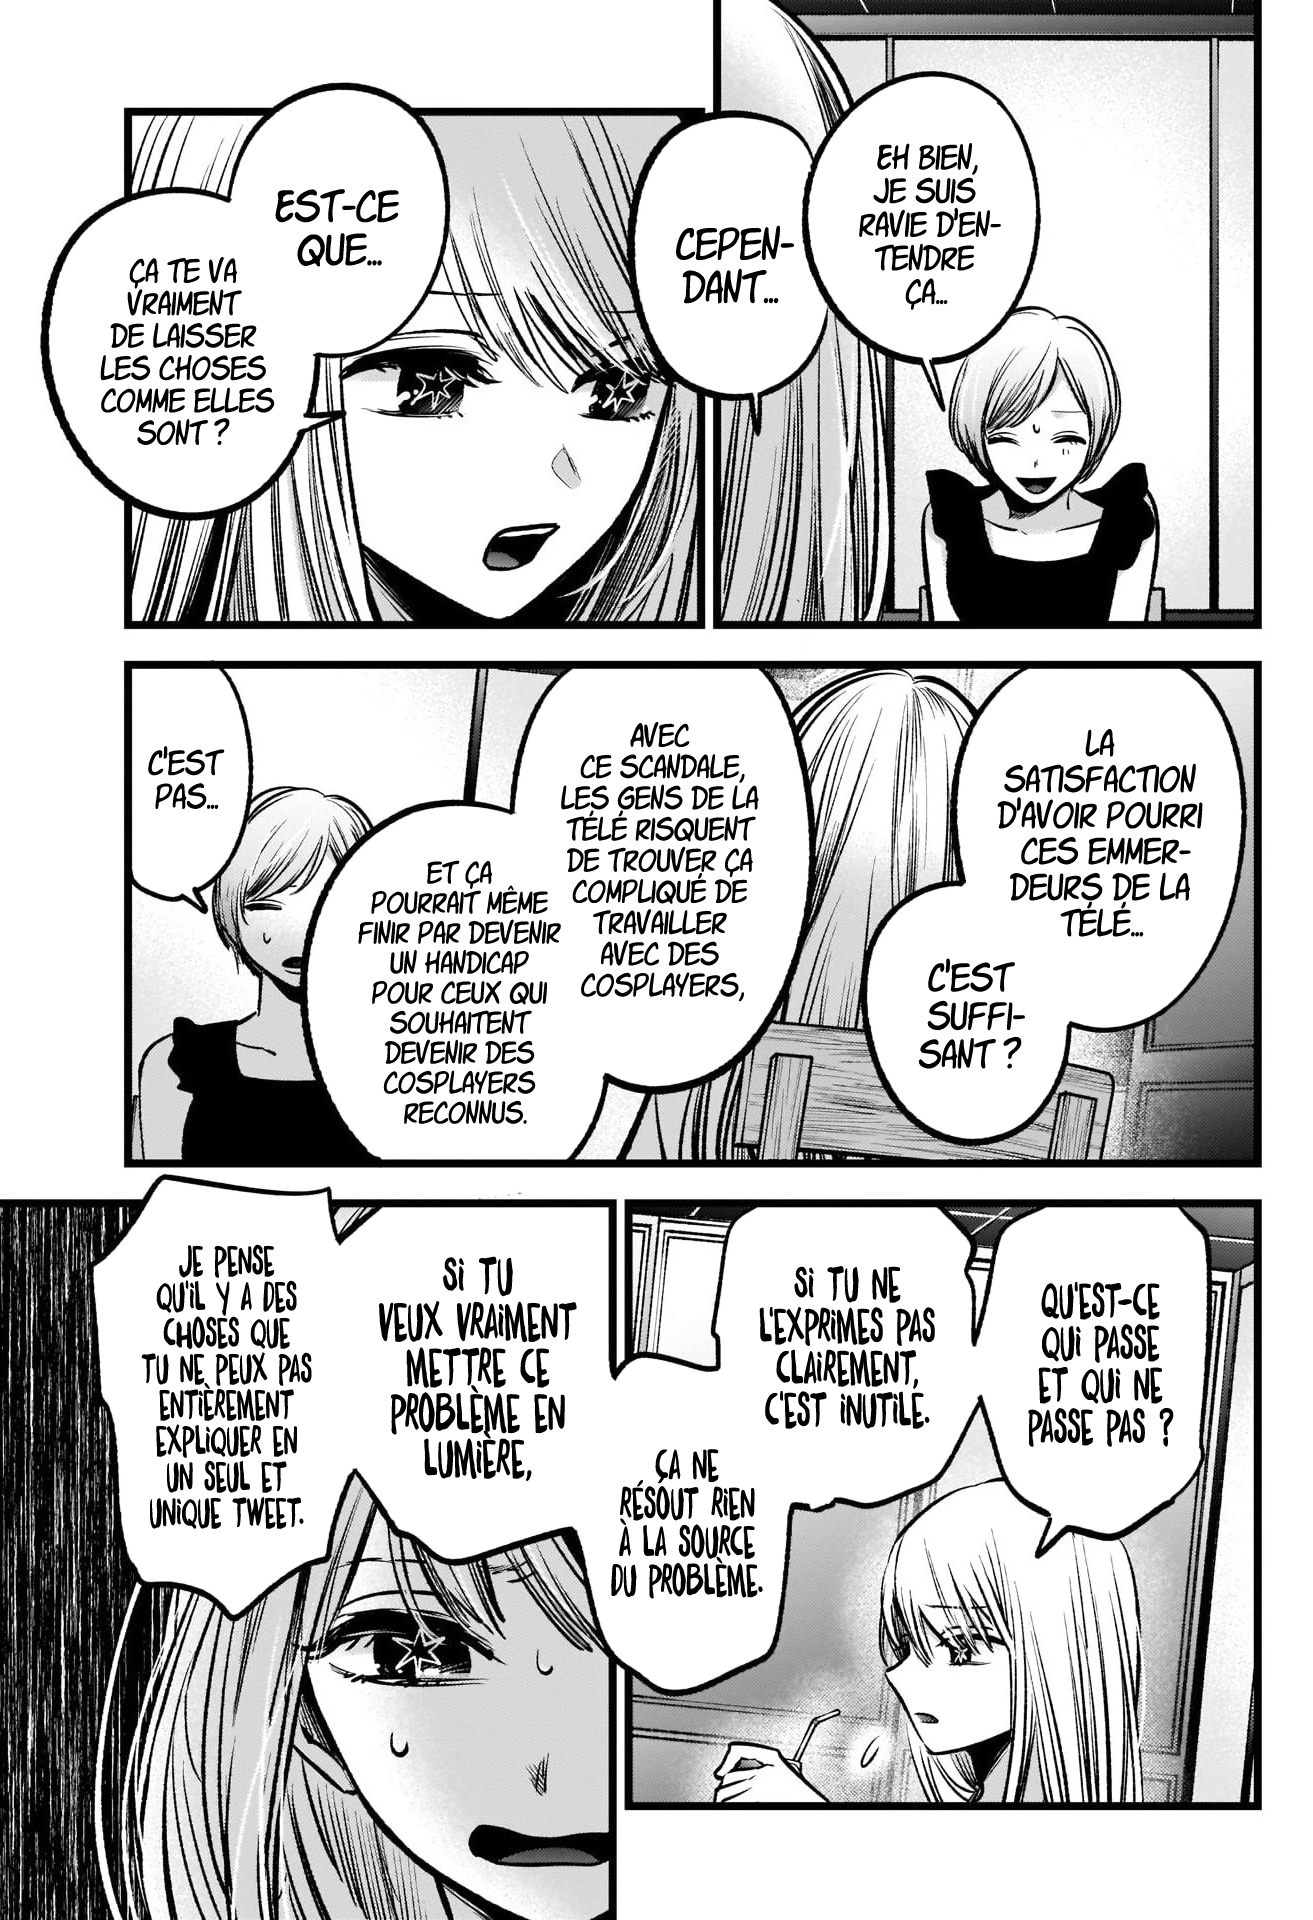 EH BIEN,
JE SUIS
RAVIE D'EN-
TENDRE
ÇA...
CEPEN-
DANT...
EST-CE
QUE...
ÇA TE VA
VRAIMENT
DE LAISSER
LES CHOSES
COMME ELLES
SONT ?
LA
SATISFACTION
D'AVOIR POURRI
CES EMMER-
DEURS DE LA
TÉLÉ...
C'EST
SUFFI-
SANT ?
AVEC
CE SCANDALE,
LES GENS DE LA
TÉLÉ RISQUENT
DE TROUVER ÇA
COMPLIQUÉ DE
TRAVAILLER
AVEC DES
COSPLAYERS,
ET ÇA
POURRAIT MÊME
FINIR PAR DEVENIR
UN HANDICAP
POUR CEUX QUI
SOUHAITENT
DEVENIR DES
COSPLAYERS
RECONNUS.
C'EST
PAS...
QU'EST-CE
QUI PASSE
ET QUI NE
PASSE PAS ?
SI TU NE
L'EXPRIMES PAS
CLAIREMENT,
C'EST INUTILE.
ÇA NE
RÉSOUT RIEN
À LA SOURCE
DU PROBLÈME.
SI TU
VEUX VRAIMENT
METTRE CE
PROBLÈME EN
LUMIÈRE,
JE PENSE
QU'IL Y A DES
CHOSES QUE
TU NE PEUX PAS
ENTIÈREMENT
EXPLIQUER EN
UN SEUL ET
UNIQUE TWEET.